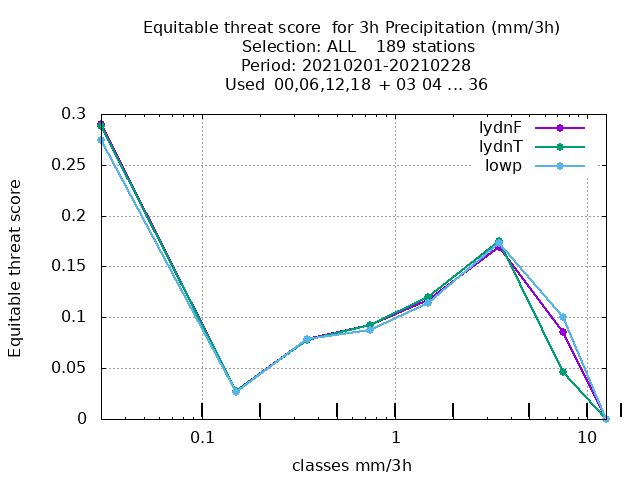 Equitable threat score  for 3h Precipitation (mm/3h)
Selection: ALL    189 stations
Period: 20210201-20210228
Used  00,06,12,18  + 03 04 ... 36
lydnF
lydnT
lowp
0.3
0.25
0.2
0.15
0.1
0.05
0
Equitable threat score
0.1
1
10
classes mm/3h